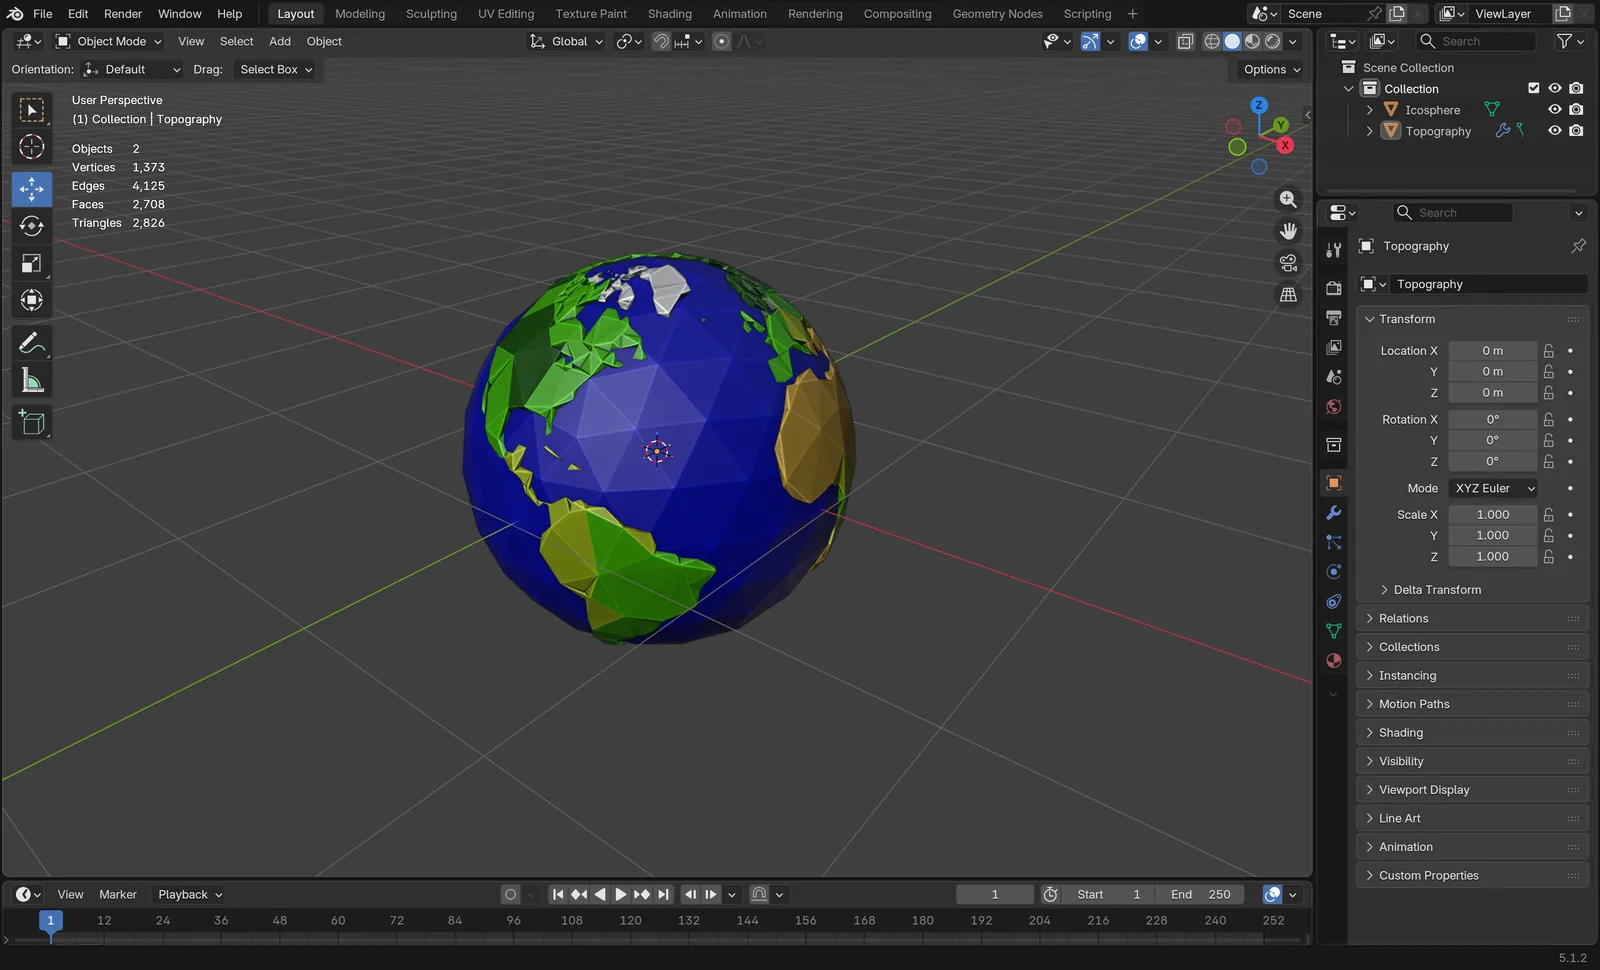 File Edit Render Window Help Layout Modeling Sculpting UV Editing Texture Paint Shading Animation Rendering Compositing Geometry Nodes Scripting + Scene ViewLayer
Object Mode View Select Add Object Global Search
Orientation: Default Drag: Select Box Options
User Perspective
(1) Collection | Topography
Objects 2
Vertices 1,373
Edges 4,125
Faces 2,708
Triangles 2,826
Z
Y
X
Scene Collection
Collection
Icosphere
Topography
Search
Topography
Topography
Transform
Location X 0 m
Y 0 m
Z 0 m
Rotation X 0°
Y 0°
Z 0°
Mode XYZ Euler
Scale X 1.000
Y 1.000
Z 1.000
Delta Transform
Relations
Collections
Instancing
Motion Paths
Shading
Visibility
Viewport Display
Line Art
Animation
Custom Properties
View Marker Playback 1 Start 1 End 250
1 12 24 36 48 60 72 84 96 108 120 132 144 156 168 180 192 204 216 228 240 252
5.1.2